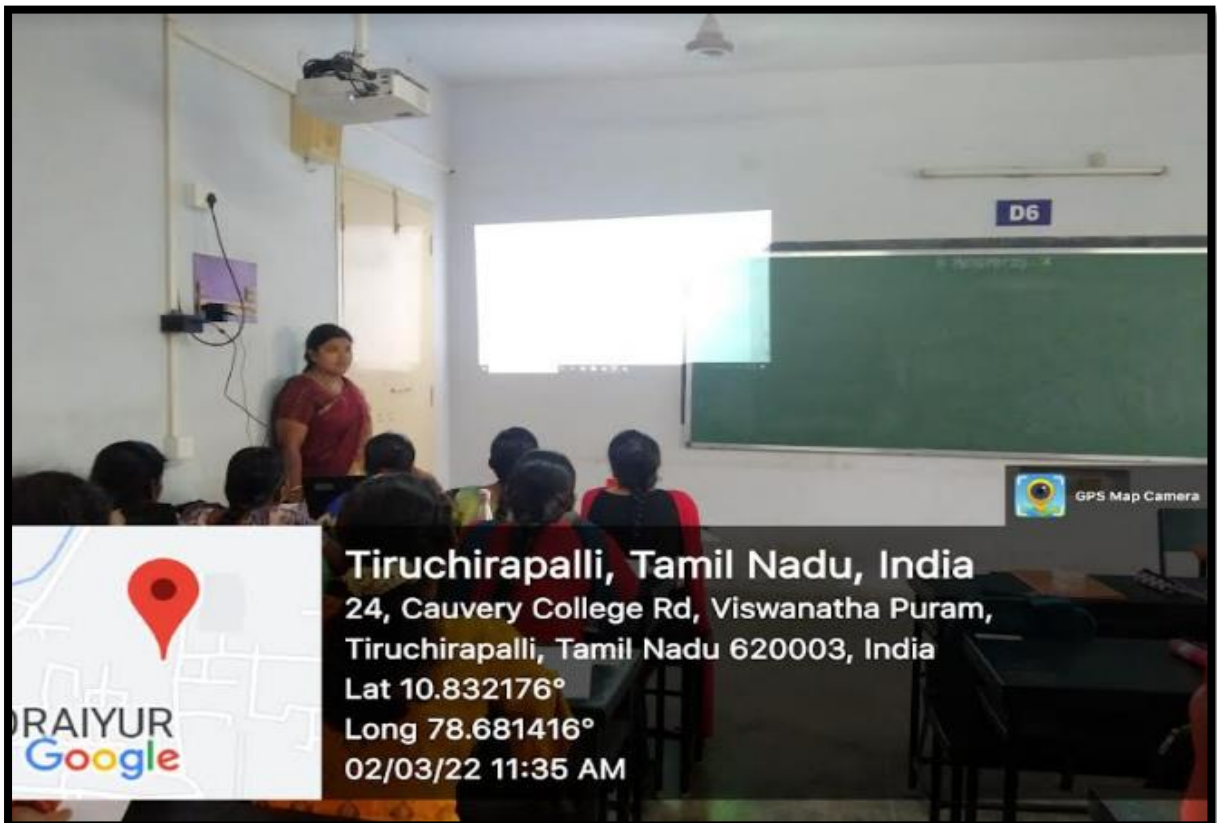 D6
GPS Map Camera
Tiruchirapalli, Tamil Nadu, India
24, Cauvery College Rd, Viswanatha Puram,
Tiruchirapalli, Tamil Nadu 620003, India
Lat 10.832176°
Long 78.681416°
02/03/22 11:35 AM
RAIYUR
Google